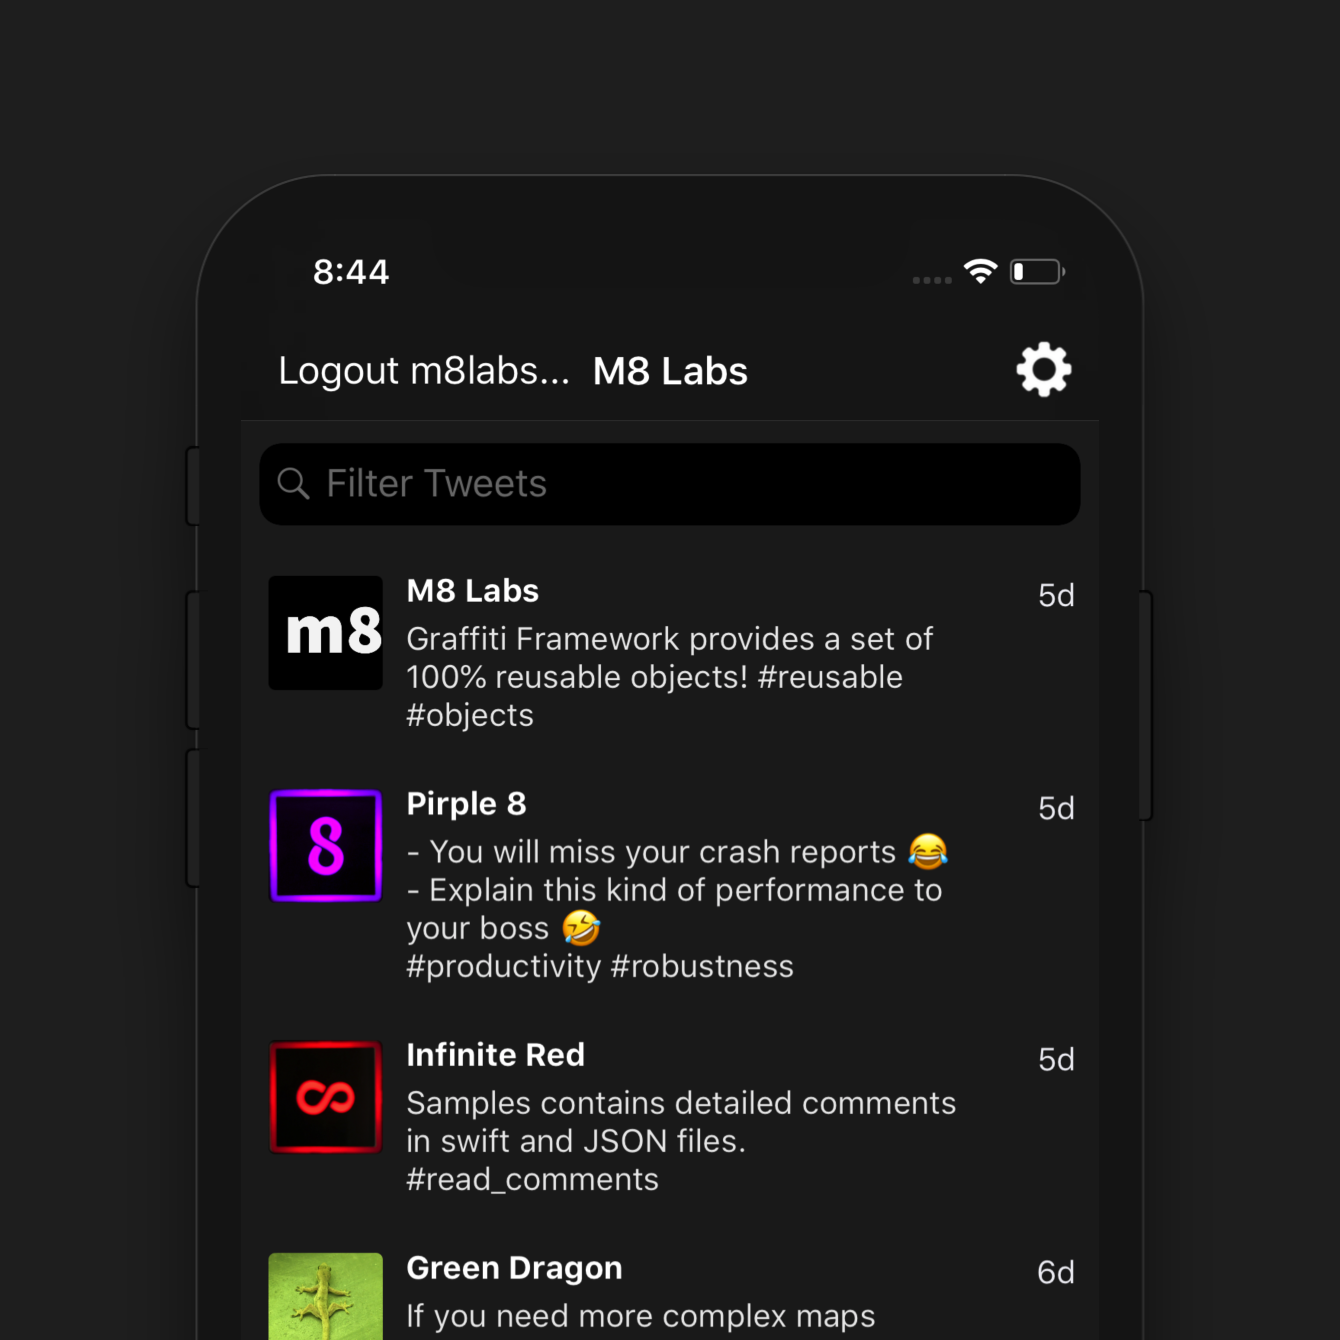 8:44
Logout m8labs... M8 Labs
Filter Tweets
m8
M8 Labs 5d
Graffiti Framework provides a set of
100% reusable objects! #reusable
#objects
8
Pirple 8 5d
- You will miss your crash reports 😂
- Explain this kind of performance to
your boss 🤣
#productivity #robustness
Infinite Red 5d
Samples contains detailed comments
in swift and JSON files.
#read_comments
Green Dragon 6d
If you need more complex maps